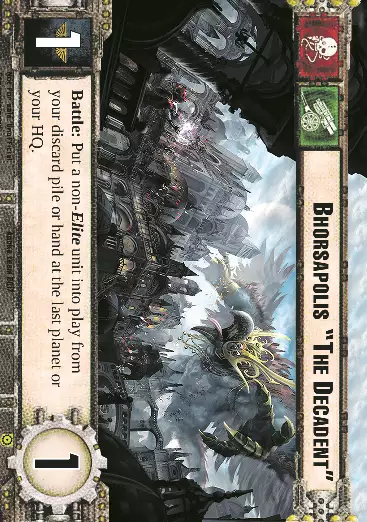 BHORSAPOLIS "THE DECADENT"
1
Battle: Put a non-Elite unit into play from
your discard pile or hand at the last planet or
your HQ.
1